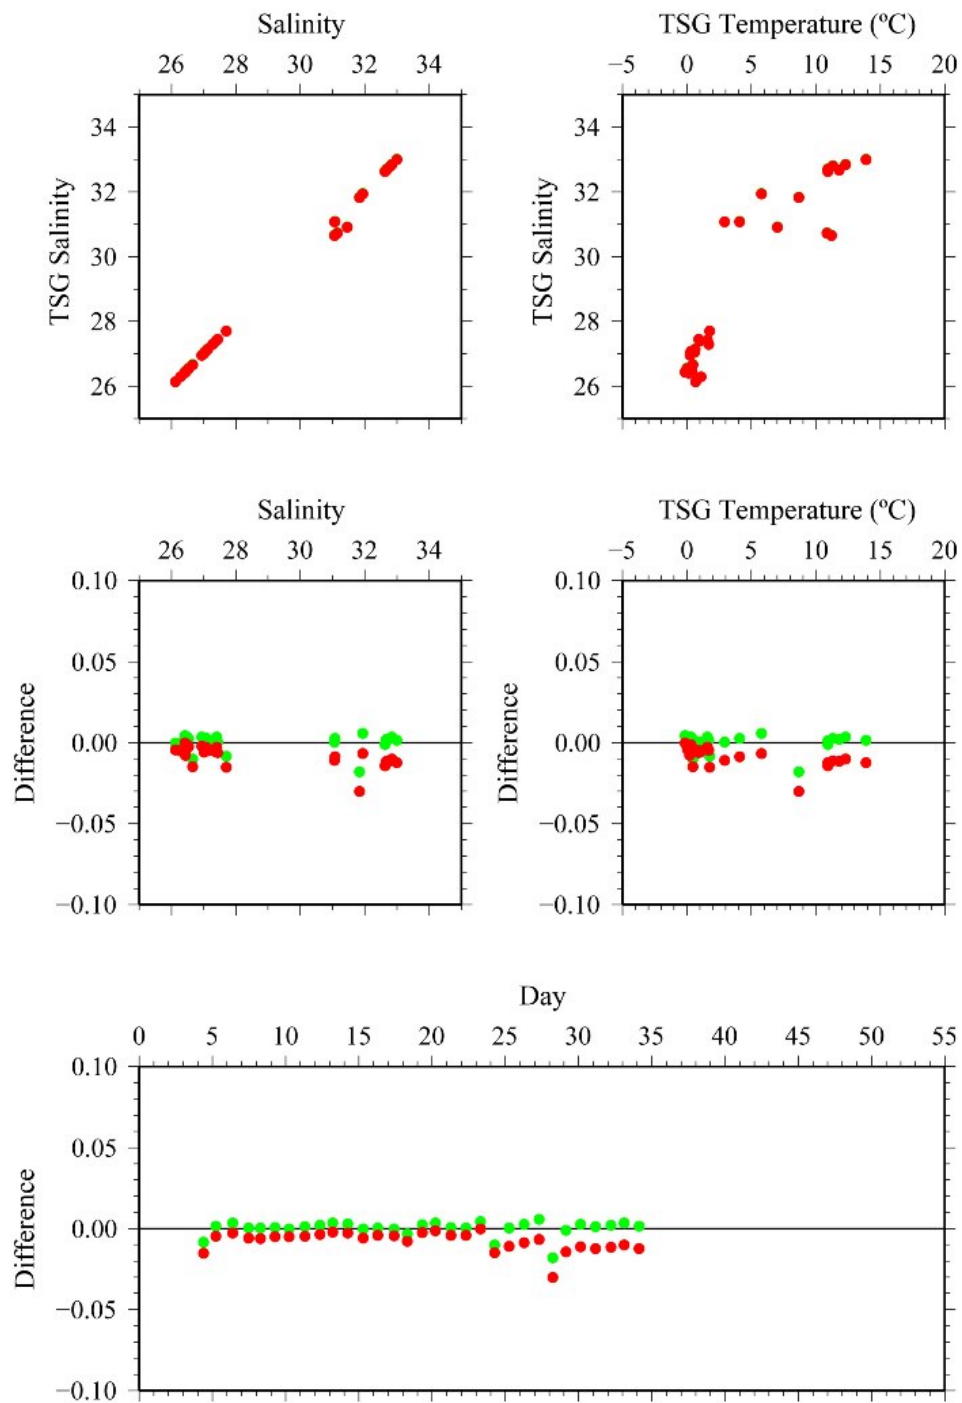 Salinity
26 28 30 32 34
TSG Salinity
34
32
30
28
26
TSG Temperature (ºC)
−5 0 5 10 15 20
TSG Salinity
34
32
30
28
26
Salinity
26 28 30 32 34
Difference
0.10
0.05
0.00
−0.05
−0.10
TSG Temperature (ºC)
−5 0 5 10 15 20
Difference
0.10
0.05
0.00
−0.05
−0.10
Day
0 5 10 15 20 25 30 35 40 45 50 55
Difference
0.10
0.05
0.00
−0.05
−0.10